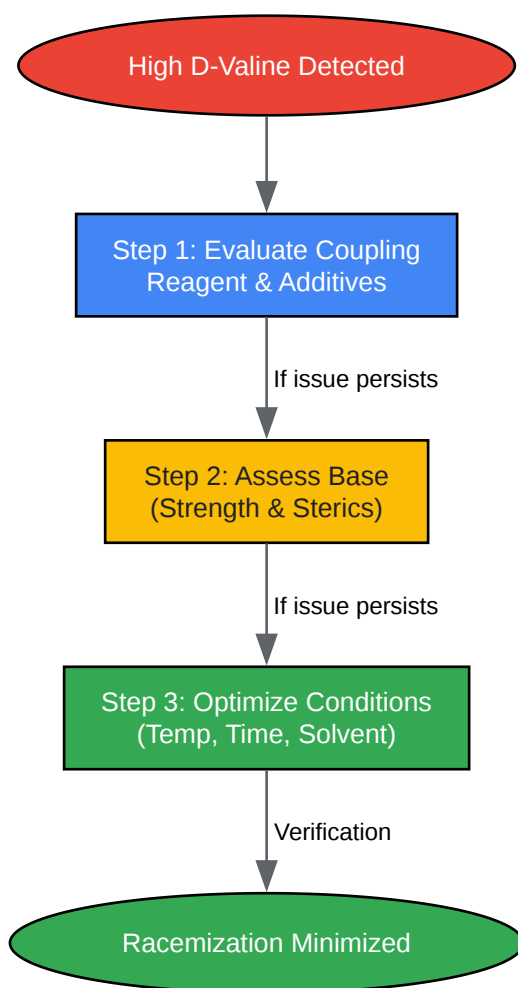 High D-Valine Detected
Step 1: Evaluate Coupling
Reagent & Additives
If issue persists
Step 2: Assess Base
(Strength & Sterics)
If issue persists
Step 3: Optimize Conditions
(Temp, Time, Solvent)
Verification
Racemization Minimized